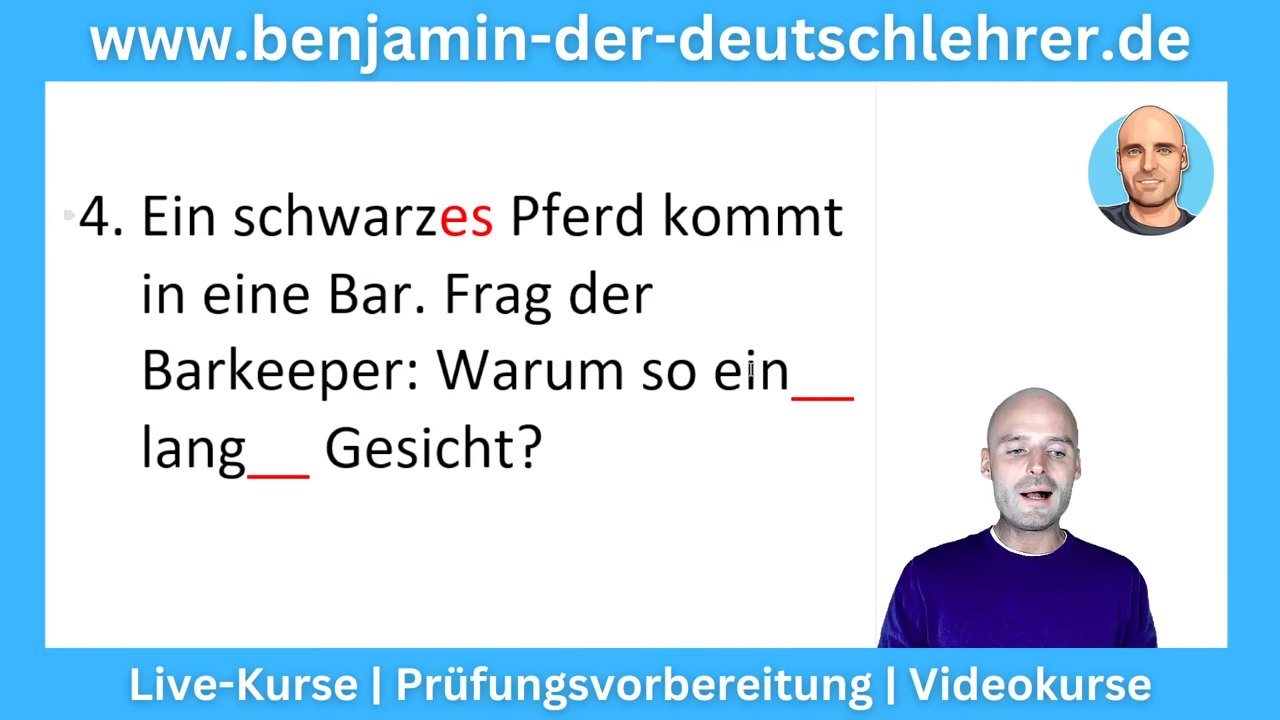 www.benjamin-der-deutschlehrer.de
4. Ein schwarzes Pferd kommt
in eine Bar. Frag der
Barkeeper: Warum so ein__
lang__ Gesicht?
Live-Kurse | Prüfungsvorbereitung | Videokurse